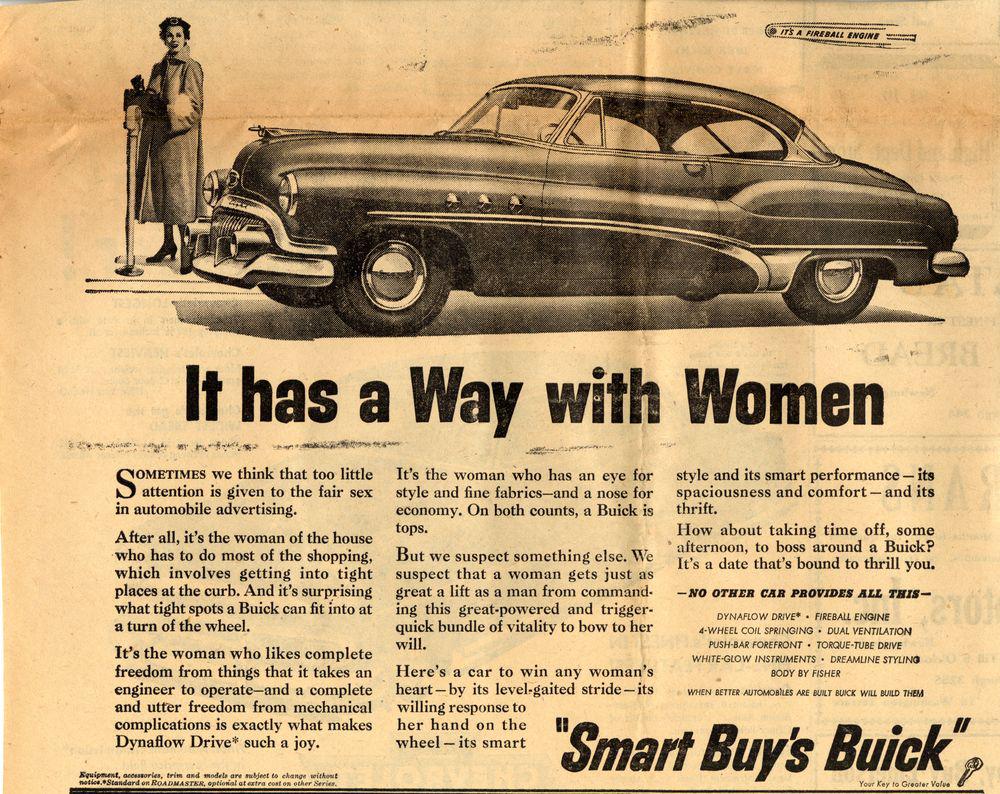 IT'S A FIREBALL ENGINE
It has a Way with Women
SOMETIMES we think that too little
attention is given to the fair sex
in automobile advertising.
After all, it's the woman of the house
who has to do most of the shopping,
which involves getting into tight
places at the curb. And it's surprising
what tight spots a Buick can fit into at
a turn of the wheel.
It's the woman who likes complete
freedom from things that it takes an
engineer to operate—and a complete
and utter freedom from mechanical
complications is exactly what makes
Dynaflow Drive* such a joy.
It's the woman who has an eye for
style and fine fabrics—and a nose for
economy. On both counts, a Buick is
tops.
But we suspect something else. We
suspect that a woman gets just as
great a lift as a man from command-
ing this great-powered and trigger-
quick bundle of vitality to bow to her
will.
Here's a car to win any woman's
heart—by its level-gaited stride—its
willing response to
her hand on the
wheel—its smart
style and its smart performance—its
spaciousness and comfort—and its
thrift.
How about taking time off, some
afternoon, to boss around a Buick?
It's a date that's bound to thrill you.
—NO OTHER CAR PROVIDES ALL THIS—
DYNAFLOW DRIVE* • FIREBALL ENGINE
4-WHEEL COIL SPRINGING • DUAL VENTILATION
PUSH-BAR FOREFRONT • TORQUE-TUBE DRIVE
WHITE-GLOW INSTRUMENTS • DREAMLINE STYLING
BODY BY FISHER
WHEN BETTER AUTOMOBILES ARE BUILT BUICK WILL BUILD THEM
"Smart Buy's Buick"
Your Key to Greater Value
Equipment, accessories, trim and models are subject to change without
notice. *Standard on ROADMASTER, optional at extra cost on other Series.